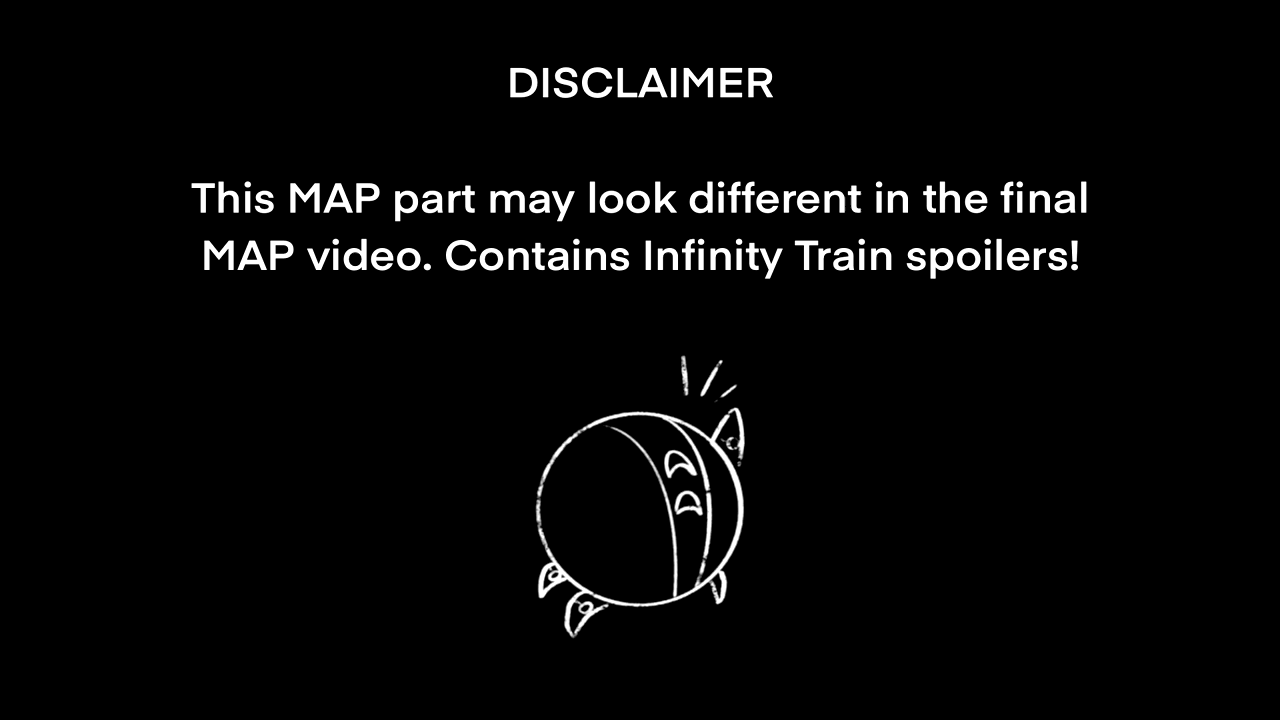 DISCLAIMER
This MAP part may look different in the final
MAP video. Contains Infinity Train spoilers!